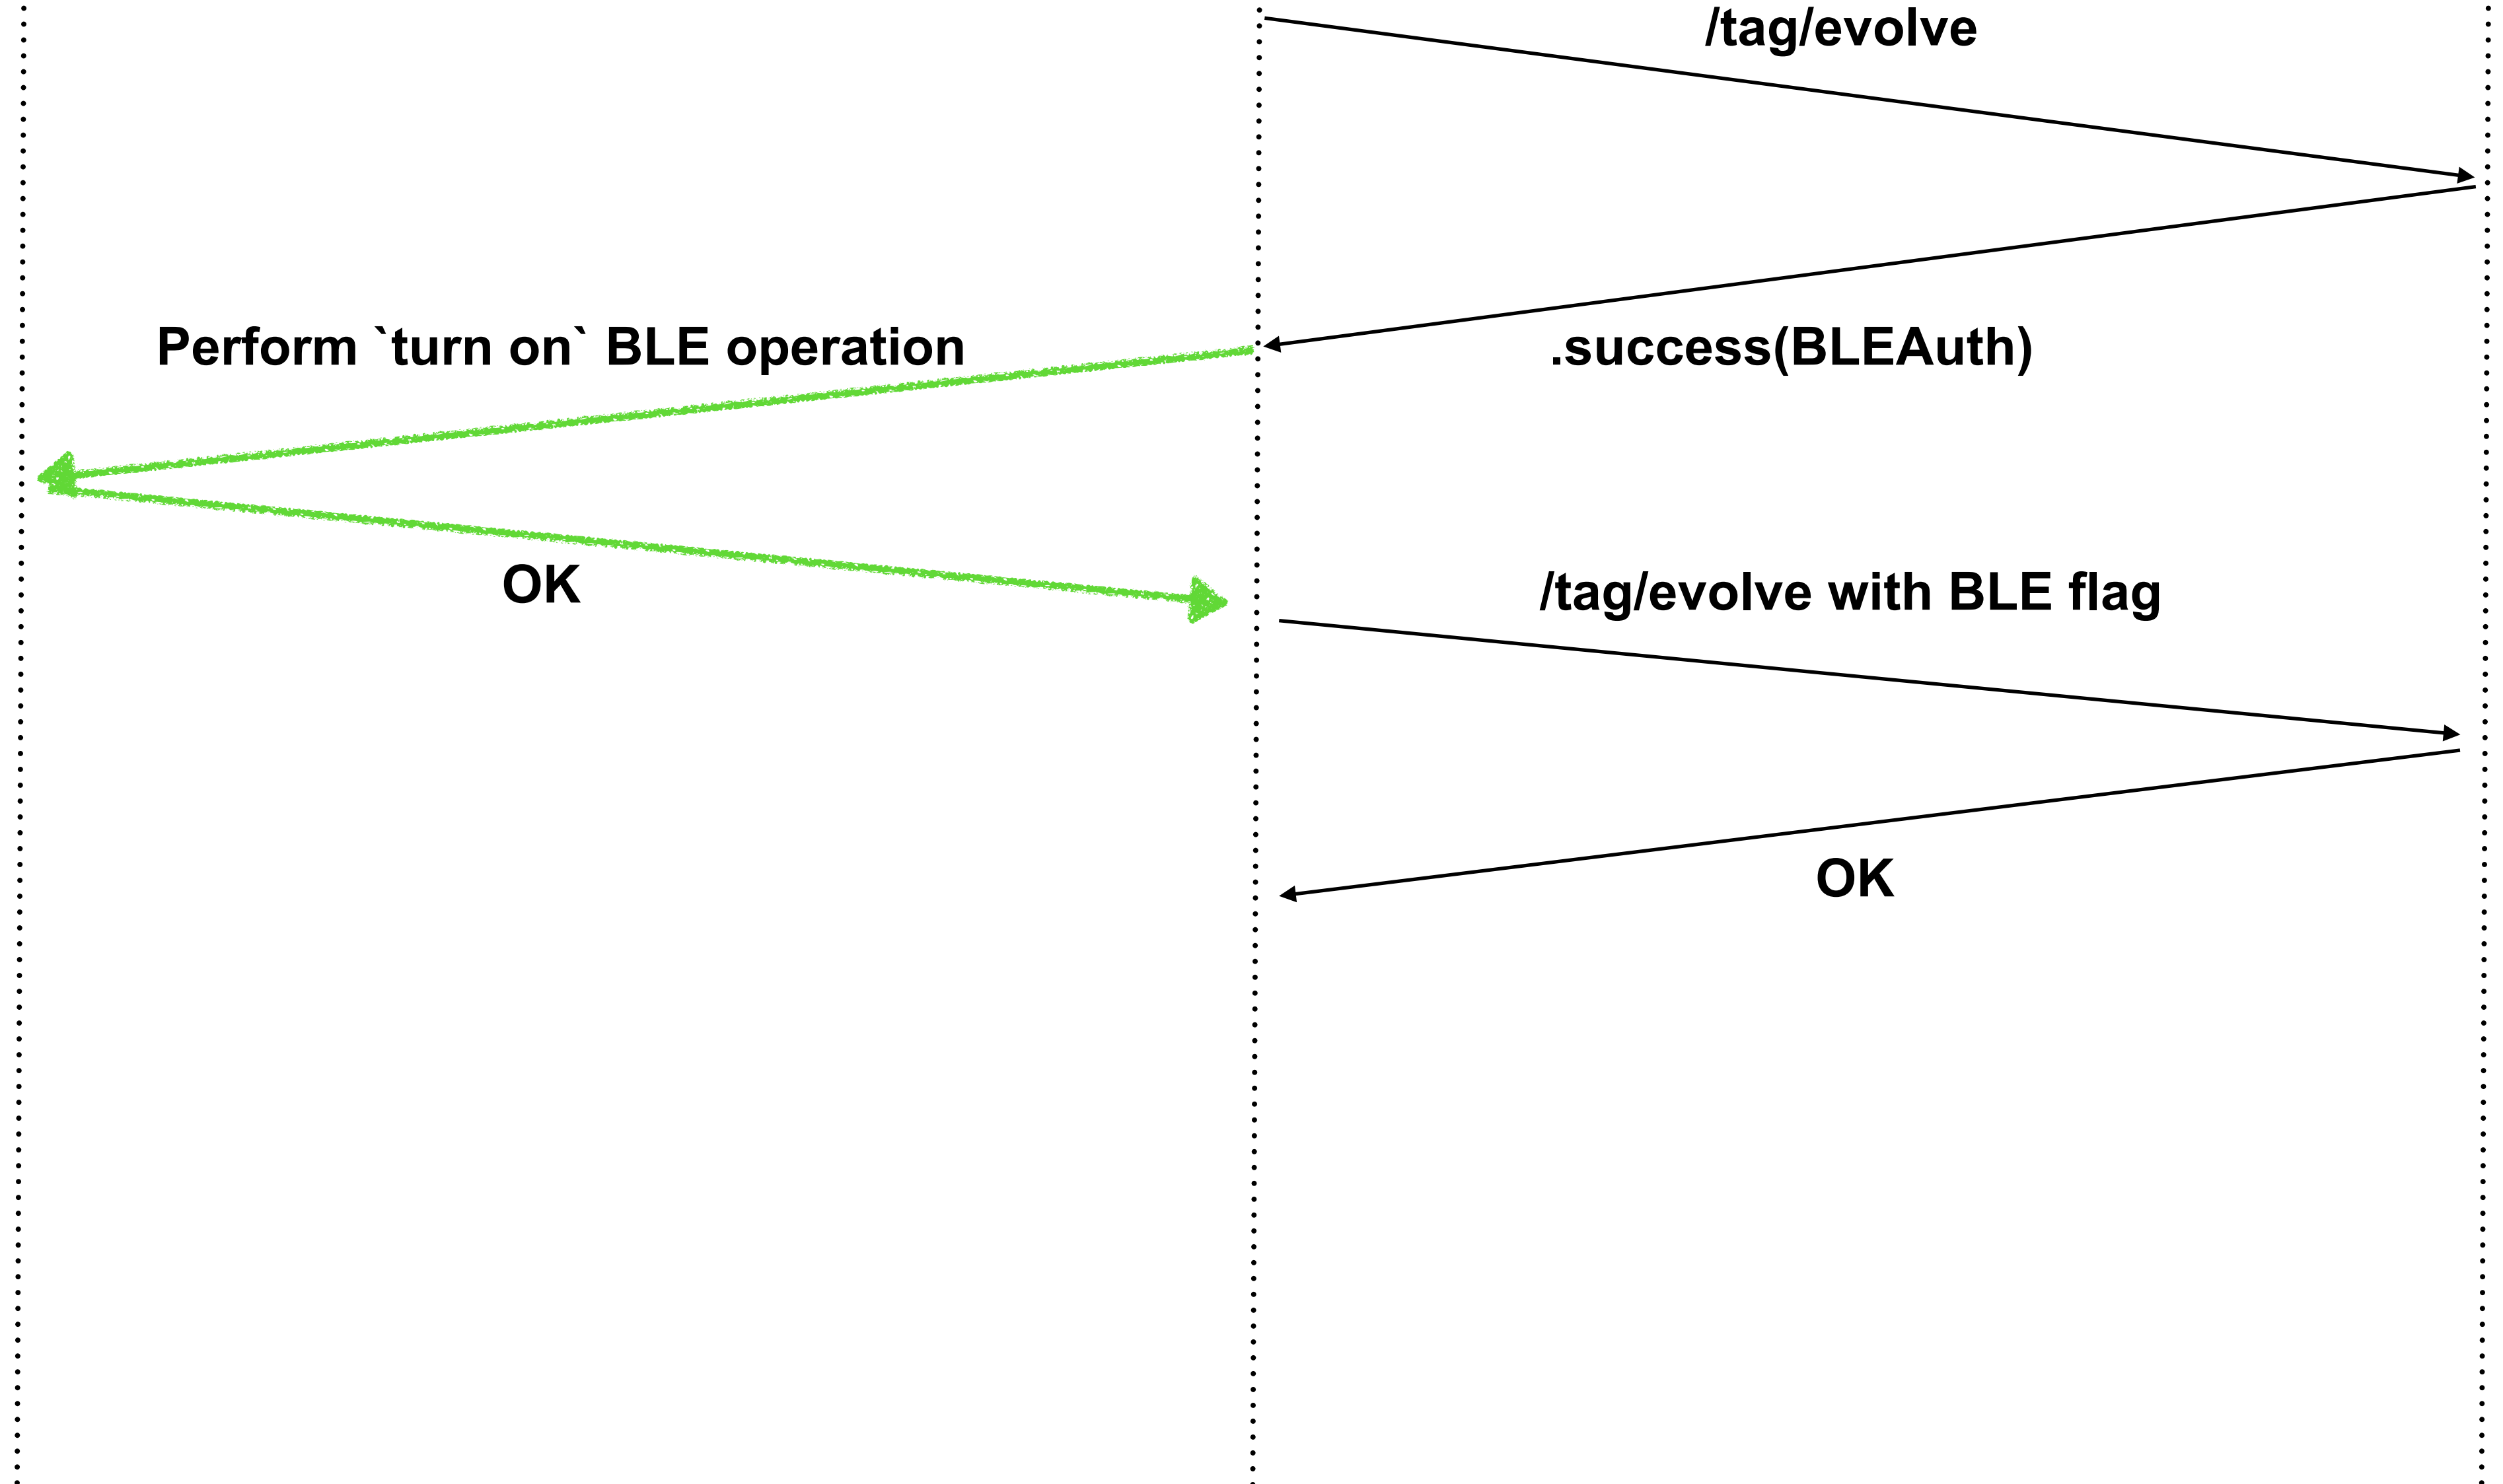 /tag/evolve
Perform `turn on` BLE operation
.success(BLEAuth)
OK
/tag/evolve with BLE flag
OK